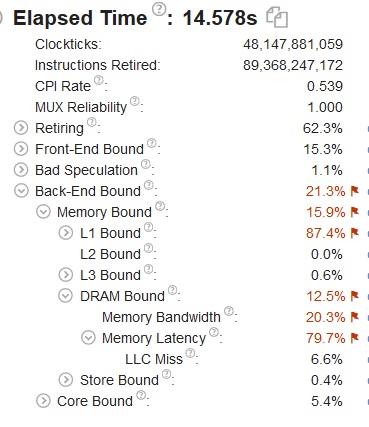 Elapsed Time ?: 14.578s
Clockticks: 48,147,881,059
Instructions Retired: 89,368,247,172
CPI Rate ?: 0.539
MUX Reliability ?: 1.000
Retiring ?: 62.3%
Front-End Bound ?: 15.3%
Bad Speculation ?: 1.1%
Back-End Bound ?: 21.3%
Memory Bound ?: 15.9%
L1 Bound ?: 87.4%
L2 Bound ?: 0.0%
L3 Bound ?: 0.6%
DRAM Bound ?: 12.5%
Memory Bandwidth ?: 20.3%
Memory Latency ?: 79.7%
LLC Miss ?: 6.6%
Store Bound ?: 0.4%
Core Bound ?: 5.4%